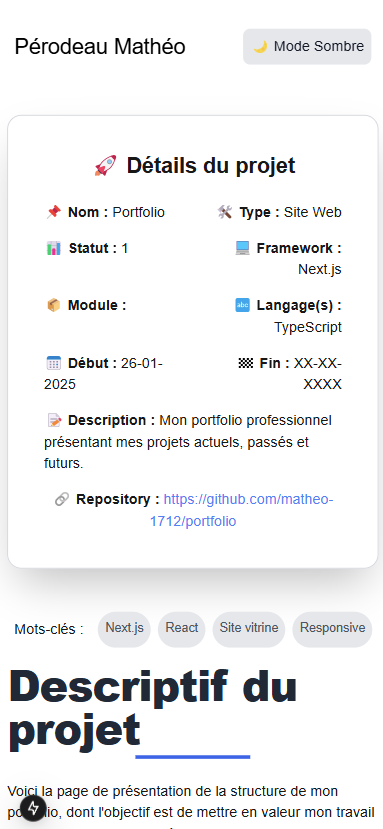 Pérodeau Mathéo
🌙 Mode Sombre
🚀 Détails du projet
📌 Nom : Portfolio
🛠 Type : Site Web
📊 Statut : 1
💻 Framework :
Next.js
📦 Module :
🔤 Langage(s) :
TypeScript
📅 Début : 26-01-
2025
🏁 Fin : XX-XX-
XXXX
📝 Description : Mon portfolio professionnel
présentant mes projets actuels, passés et
futurs.
🔗 Repository : https://github.com/matheo-
1712/portfolio
Mots-clés :
Next.js
React
Site vitrine
Responsive
Descriptif du
projet
Voici la page de présentation de la structure de mon
portfolio, dont l'objectif est de mettre en valeur mon travail